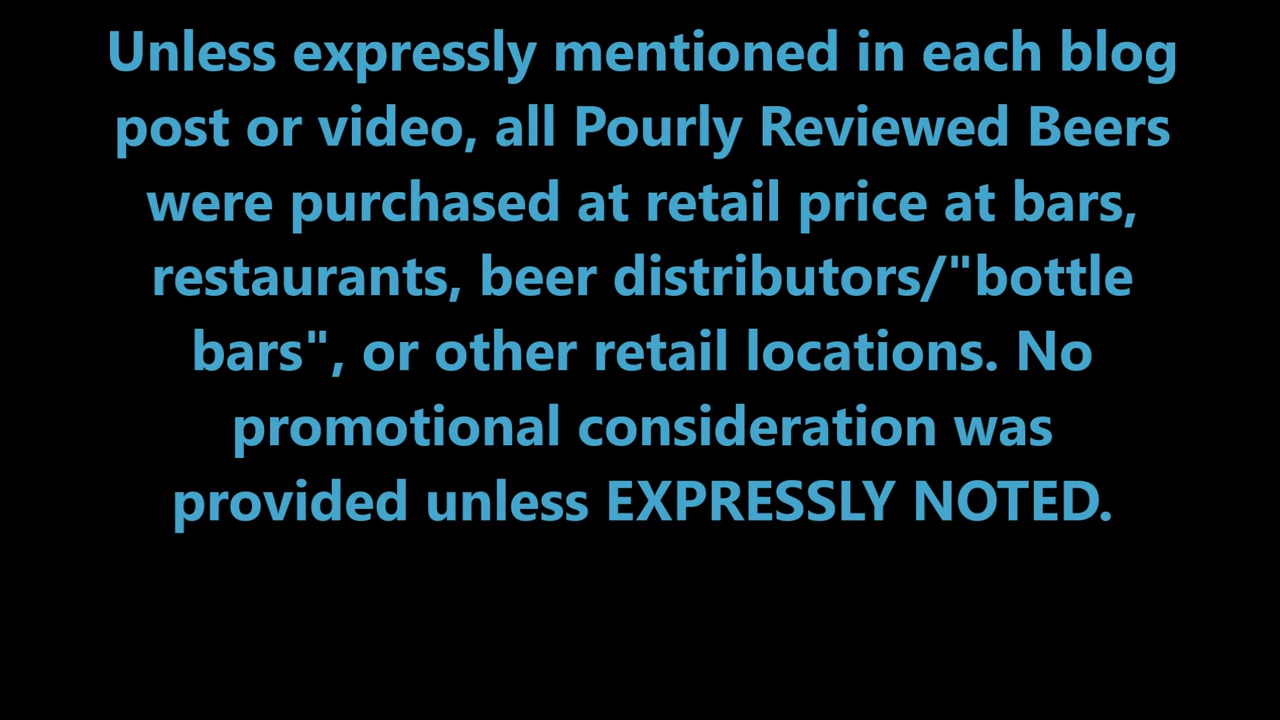 Unless expressly mentioned in each blog
post or video, all Pourly Reviewed Beers
were purchased at retail price at bars,
restaurants, beer distributors/"bottle
bars", or other retail locations. No
promotional consideration was
provided unless EXPRESSLY NOTED.